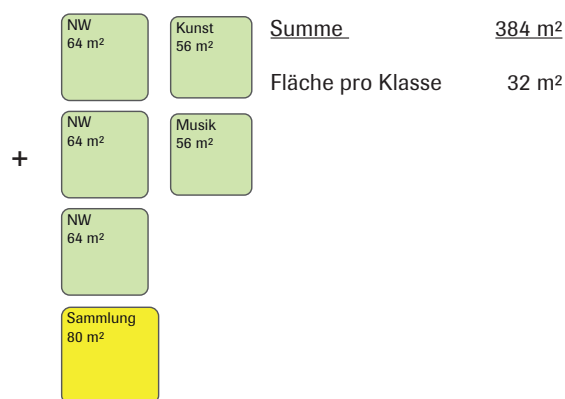 NW
64 m²
Kunst
56 m²
Summe 384 m²
Fläche pro Klasse 32 m²
+
NW
64 m²
Musik
56 m²
NW
64 m²
Sammlung
80 m²